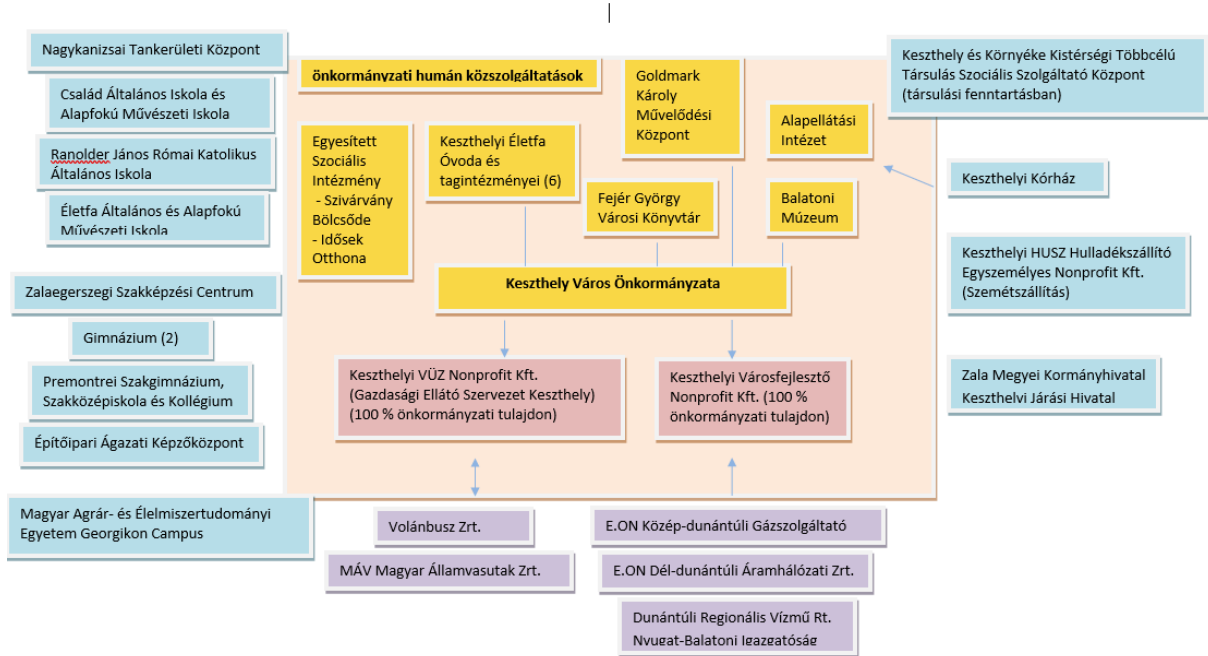 Nagykanizsai Tankerületi Központ
Család Általános Iskola és
Alapfokú Művészeti Iskola
Ranolder János Római Katolikus
Általános Iskola
Életfa Általános és Alapfokú
Művészeti Iskola
Zalaegerszegi Szakképzési Centrum
Gimnázium (2)
Premontrei Szakgimnázium,
Szakközépiskola és Kollégium
Építőipari Ágazati Képzőközpont
Magyar Agrár- és Élelmiszertudományi
Egyetem Georgikon Campus
önkormányzati humán közszolgáltatások
Egyesített
Szociális
Intézmény
- Szivárvány
Bölcsőde
- Idősek
Otthona
Keszthelyi Életfa
Óvoda és
tagintézményei (6)
Goldmark
Károly
Művelődési
Központ
Fejér György
Városi Könyvtár
Alapellátási
Intézet
Balatoni
Múzeum
Keszthely Város Önkormányzata
Keszthelyi VÜZ Nonprofit Kft.
(Gazdasági Ellátó Szervezet Keszthely)
(100 % önkormányzati tulajdon)
Keszthelyi Városfejlesztő
Nonprofit Kft. (100 %
önkormányzati tulajdon)
Volánbusz Zrt.
MÁV Magyar Államvasutak Zrt.
E.ON Közép-dunántúli Gázszolgáltató
E.ON Dél-dunántúli Áramhálózati Zrt.
Dunántúli Regionális Vízmű Rt.
Nyugat-Balatoni Igazgatóság
Keszthely és Környéke Kistérségi Többcélú
Társulás Szociális Szolgáltató Központ
(társulási fenntartásban)
Keszthelyi Kórház
Keszthelyi HUSZ Hulladékszállító
Egyszemélyes Nonprofit Kft.
(Szemétszállítás)
Zala Megyei Kormányhivatal
Keszthelyi Járási Hivatal